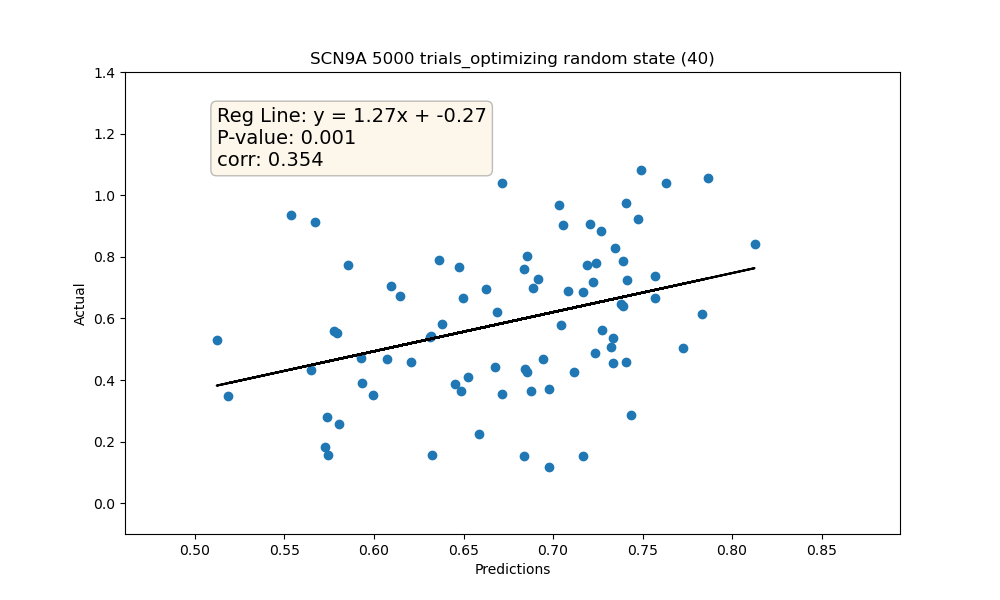 SCN9A 5000 trials_optimizing random state (40)
Reg Line: y = 1.27x + -0.27
P-value: 0.001
corr: 0.354
Actual
1.4
1.2
1.0
0.8
0.6
0.4
0.2
0.0
0.50 0.55 0.60 0.65 0.70 0.75 0.80 0.85
Predictions